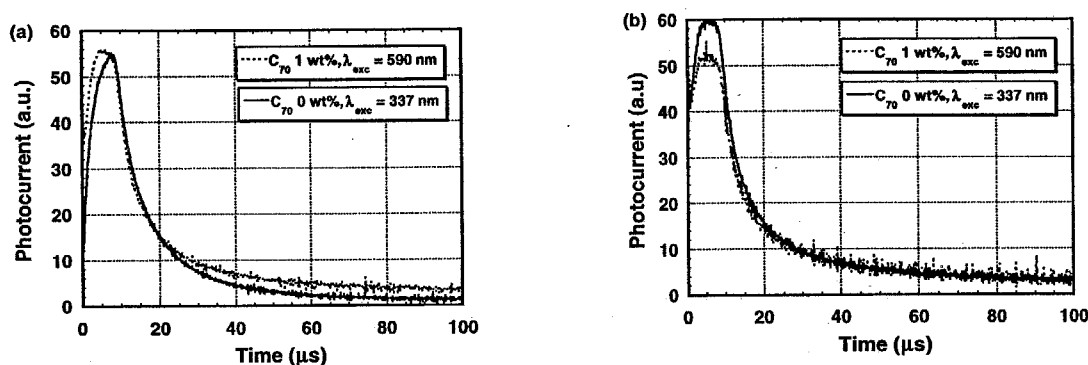 (a)
60
50
40
30
20
10
0
Photocurrent (a.u.)
C70 1 wt%, λexc = 590 nm
C70 0 wt%, λexc = 337 nm
0 20 40 60 80 100
Time (µs)
(b)
60
50
40
30
20
10
0
Photocurrent (a.u)
C70 1 wt%, λexc = 590 nm
C70 0 wt%, λexc = 337 nm
0 20 40 60 80 100
Time (µs)